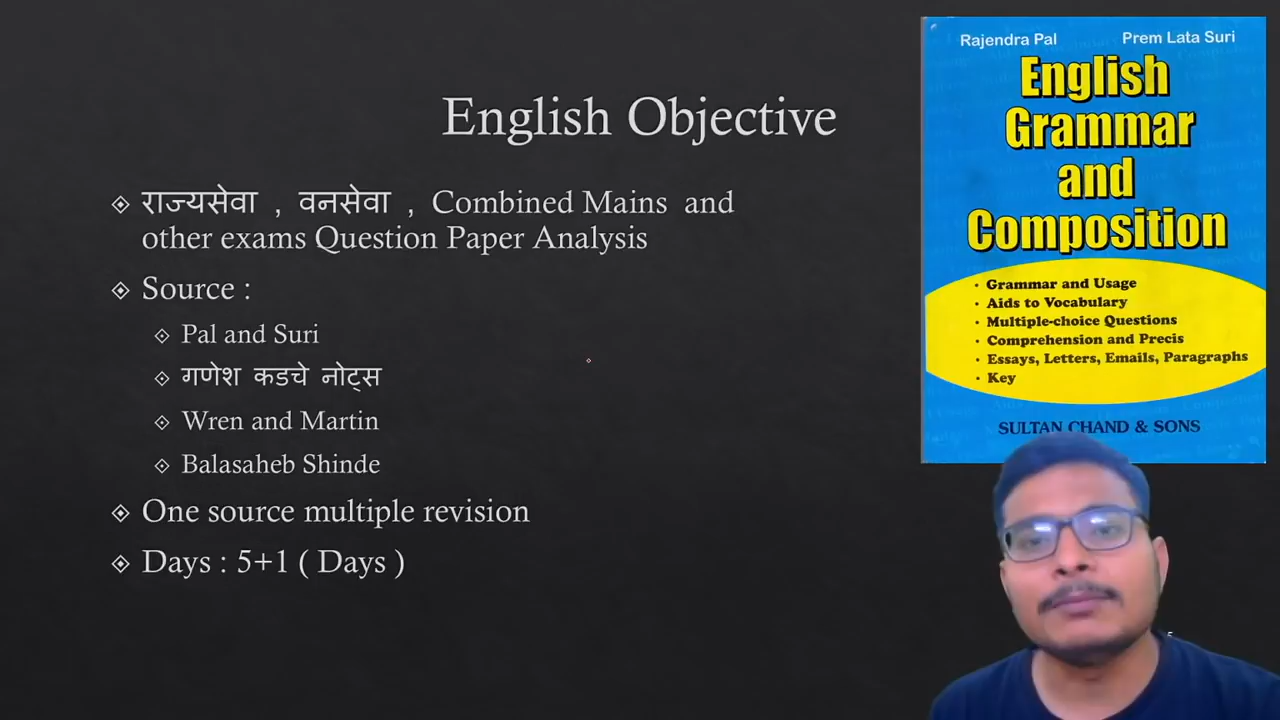 English Objective
राज्यसेवा , वनसेवा , Combined Mains and
other exams Question Paper Analysis
Source :
Pal and Suri
गणेश कडचे नोट्स
Wren and Martin
Balasaheb Shinde
One source multiple revision
Days : 5+1 ( Days )
Rajendra Pal
Prem Lata Suri
English
Grammar
and
Composition
• Grammar and Usage
• Aids to Vocabulary
• Multiple-choice Questions
• Comprehension and Precis
• Essays, Letters, Emails, Paragraphs
• Key
SULTAN CHAND & SONS
5